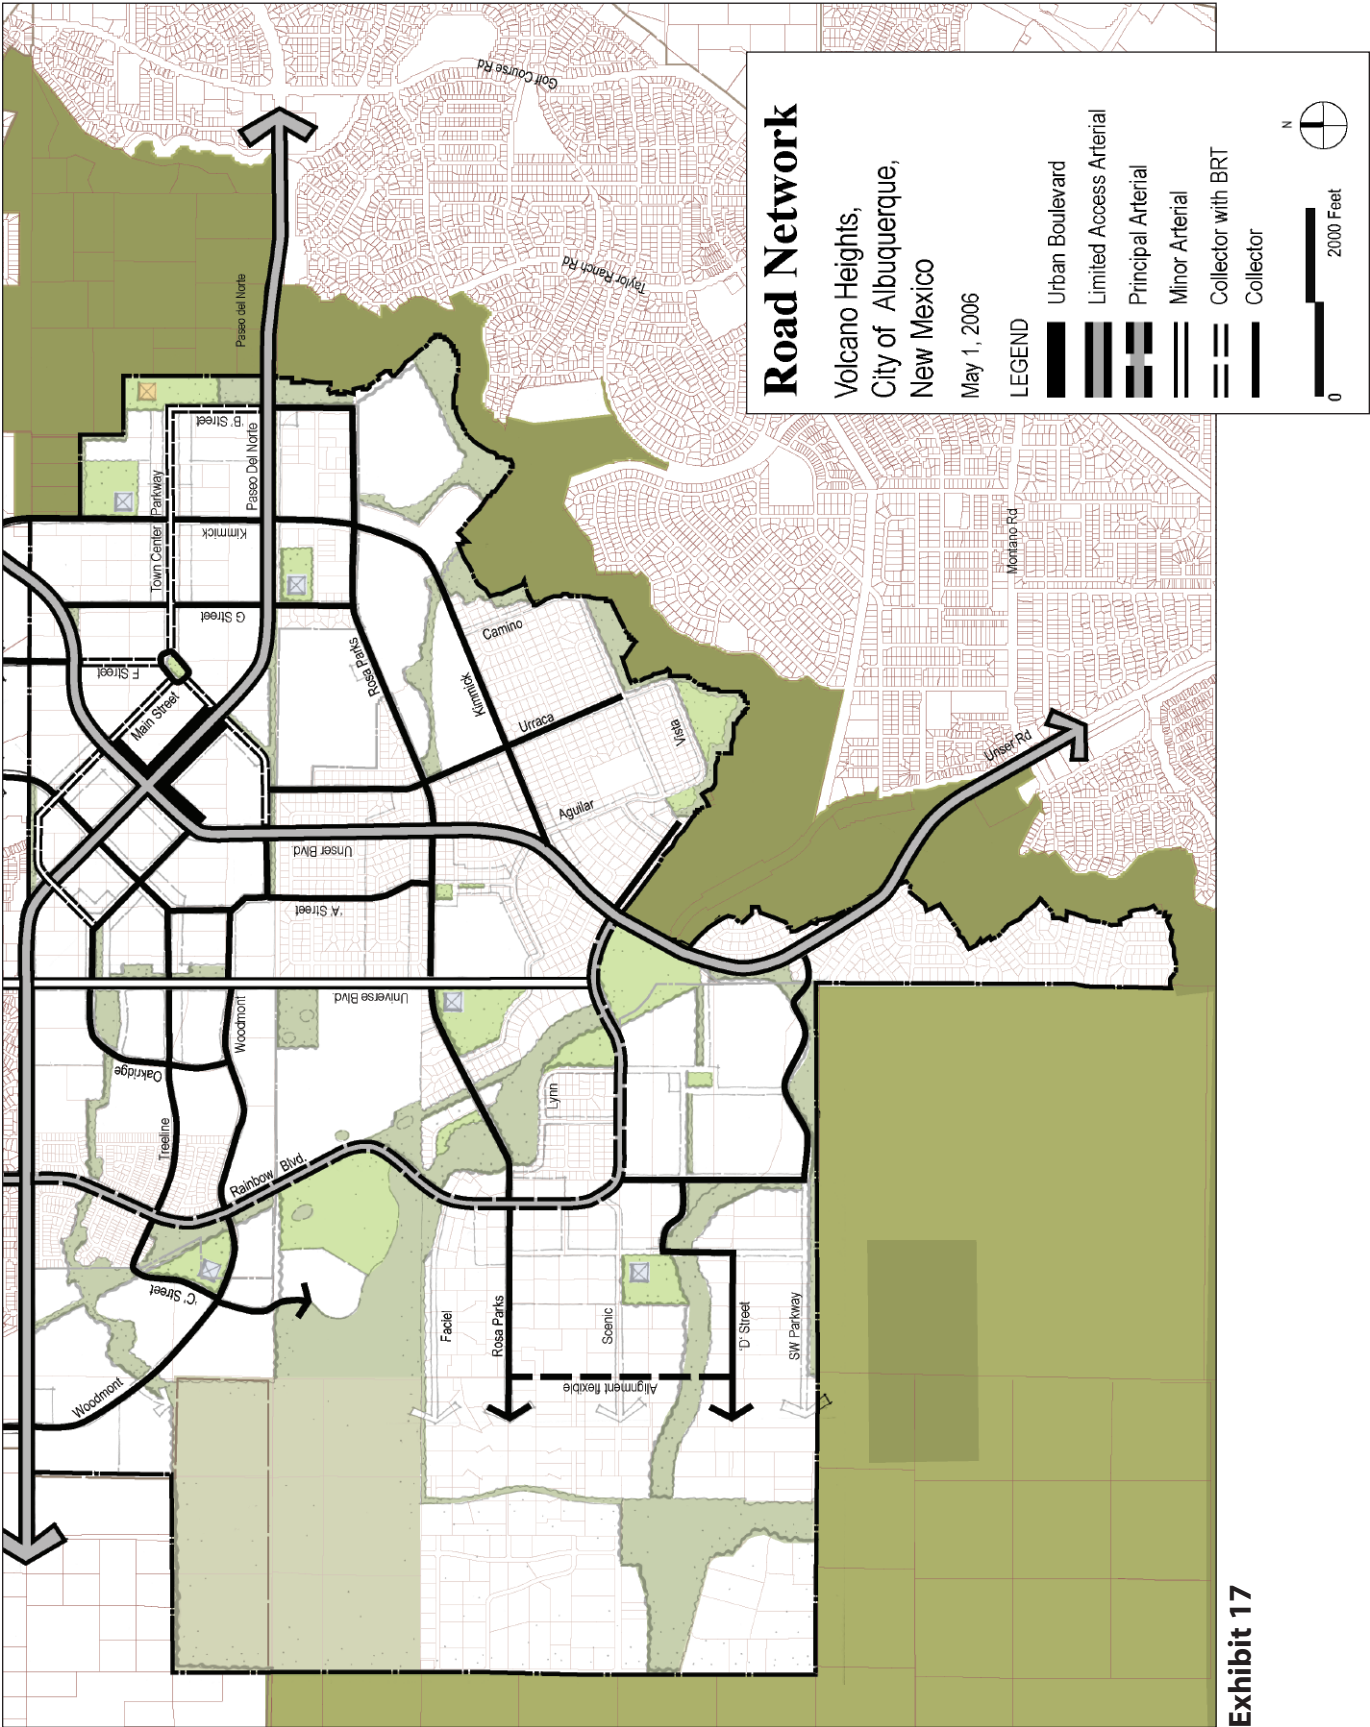 Road Network
Volcano Heights,
City of Albuquerque,
New Mexico
May 1, 2006
LEGEND
Urban Boulevard
Limited Access Arterial
Principal Arterial
Minor Arterial
Collector with BRT
Collector
0
2000 Feet
N
Golf Course Rd
Taylor Ranch Rd
Montano Rd
Unser Rd
Paseo del Norte
'B' Street
Paseo Del Norte
Town Center Parkway
Kimmick
G Street
F Street
Main Street
Rosa Parks
Kimmick
Camino
Urraca
Vista
Aguilar
Unser Blvd
'A' Street
Universe Blvd.
Woodmont
Oakridge
Treeline
Lynn
Rainbow Blvd.
'C' Street
Woodmont
Faciel
Rosa Parks
Scenic
Alignment flexible
'D' Street
SW Parkway
Exhibit 17